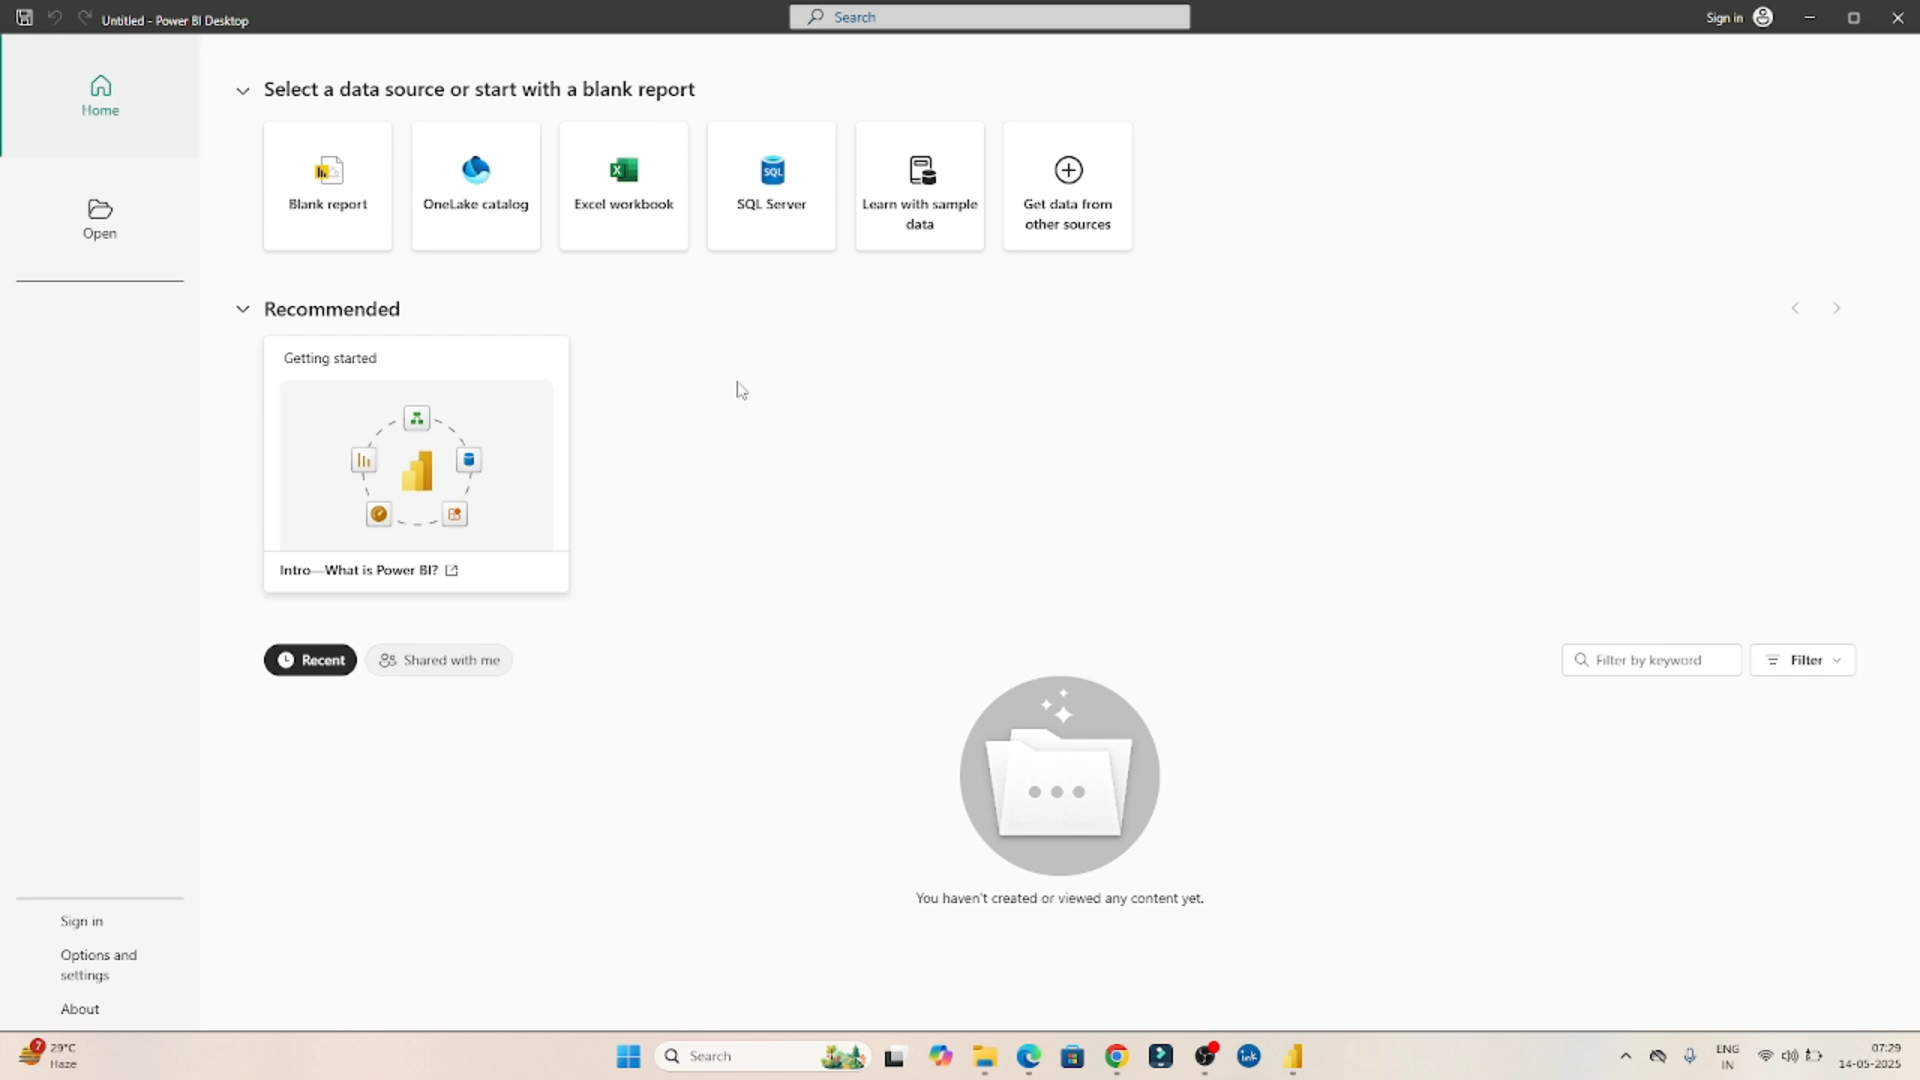 Untitled - Power BI Desktop
Search
Sign in
Home
Open
Select a data source or start with a blank report
Blank report
OneLake catalog
Excel workbook
SQL
SQL Server
Learn with sample
data
Get data from
other sources
Recommended
Getting started
Intro—What is Power BI?
Recent
Shared with me
Filter by keyword
Filter
You haven't created or viewed any content yet.
Sign in
Options and
settings
About
7
29°C
Haze
Search
ink
ENG
IN
07:29
14-05-2025